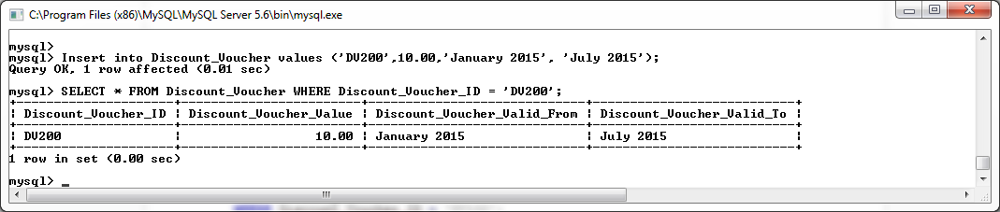 C:\Program Files (x86)\MySQL\MySQL Server 5.6\bin\mysql.exe
mysql>
mysql> Insert into Discount_Voucher values ('DV200',10.00,'January 2015', 'July 2015');
Query OK, 1 row affected (0.01 sec)
mysql> SELECT * FROM Discount_Voucher WHERE Discount_Voucher_ID = 'DV200';
+---------------------+------------------------+-----------------------------+---------------------------+
| Discount_Voucher_ID | Discount_Voucher_Value | Discount_Voucher_Valid_From | Discount_Voucher_Valid_To |
+---------------------+------------------------+-----------------------------+---------------------------+
| DV200               |                  10.00 | January 2015                | July 2015                 |
+---------------------+------------------------+-----------------------------+---------------------------+
1 row in set (0.00 sec)
mysql> _